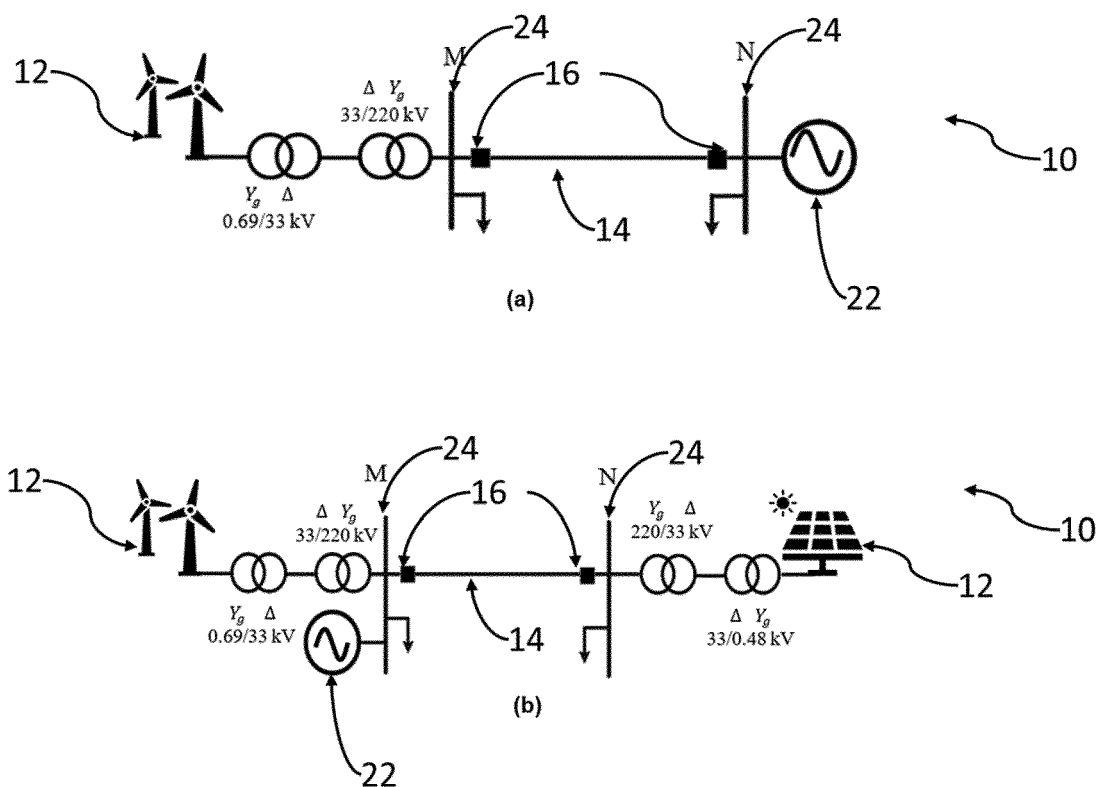 24
24
M
N
12
16
Δ Yg
33/220 kV
10
Yg Δ
0.69/33 kV
14
22
(a)
24
24
M
N
12
16
Yg Δ
220/33 kV
Δ Yg
33/220 kV
10
12
Yg Δ
0.69/33 kV
14
Δ Yg
33/0.48 kV
(b)
22